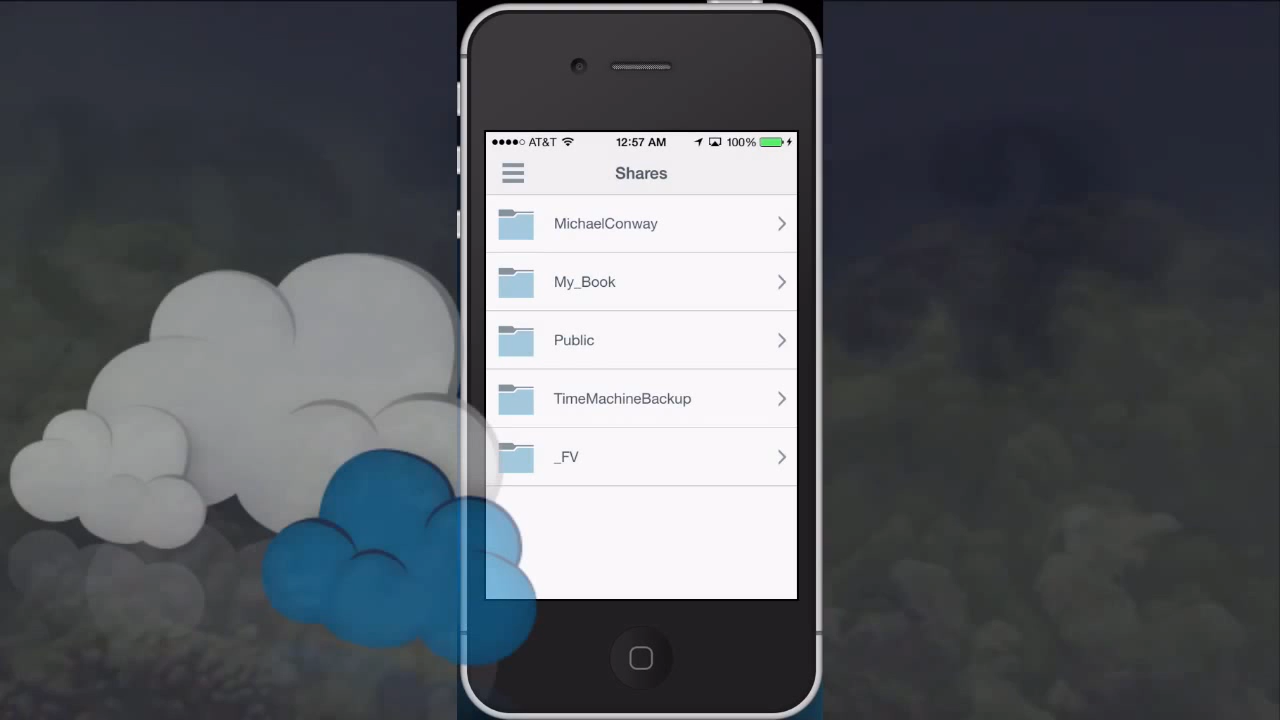 AT&T 12:57 AM 100%
Shares
MichaelConway
My_Book
Public
TimeMachineBackup
_FV